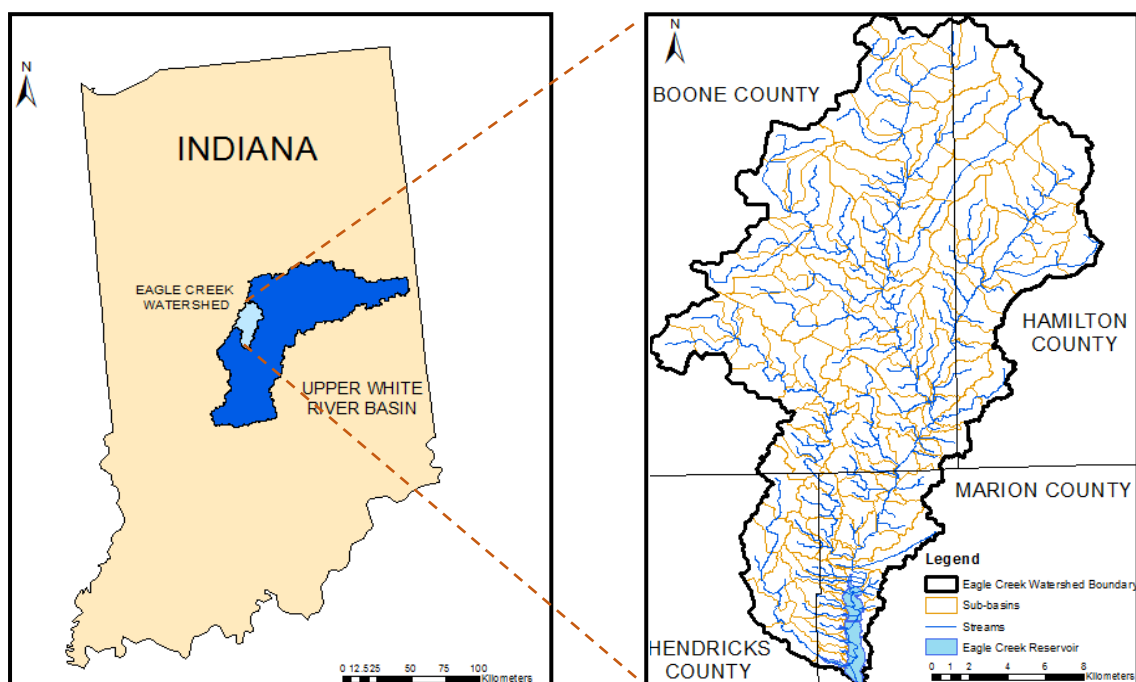 N
INDIANA
EAGLE CREEK
WATERSHED
UPPER WHITE
RIVER BASIN
0 12.525 50 75 100
Kilometers
N
BOONE COUNTY
HAMILTON
COUNTY
MARION COUNTY
HENDRICKS
COUNTY
Legend
Eagle Creek Watershed Boundary
Sub-basins
Streams
Eagle Creek Reservoir
0 1 2 4 6 8
Kilometers